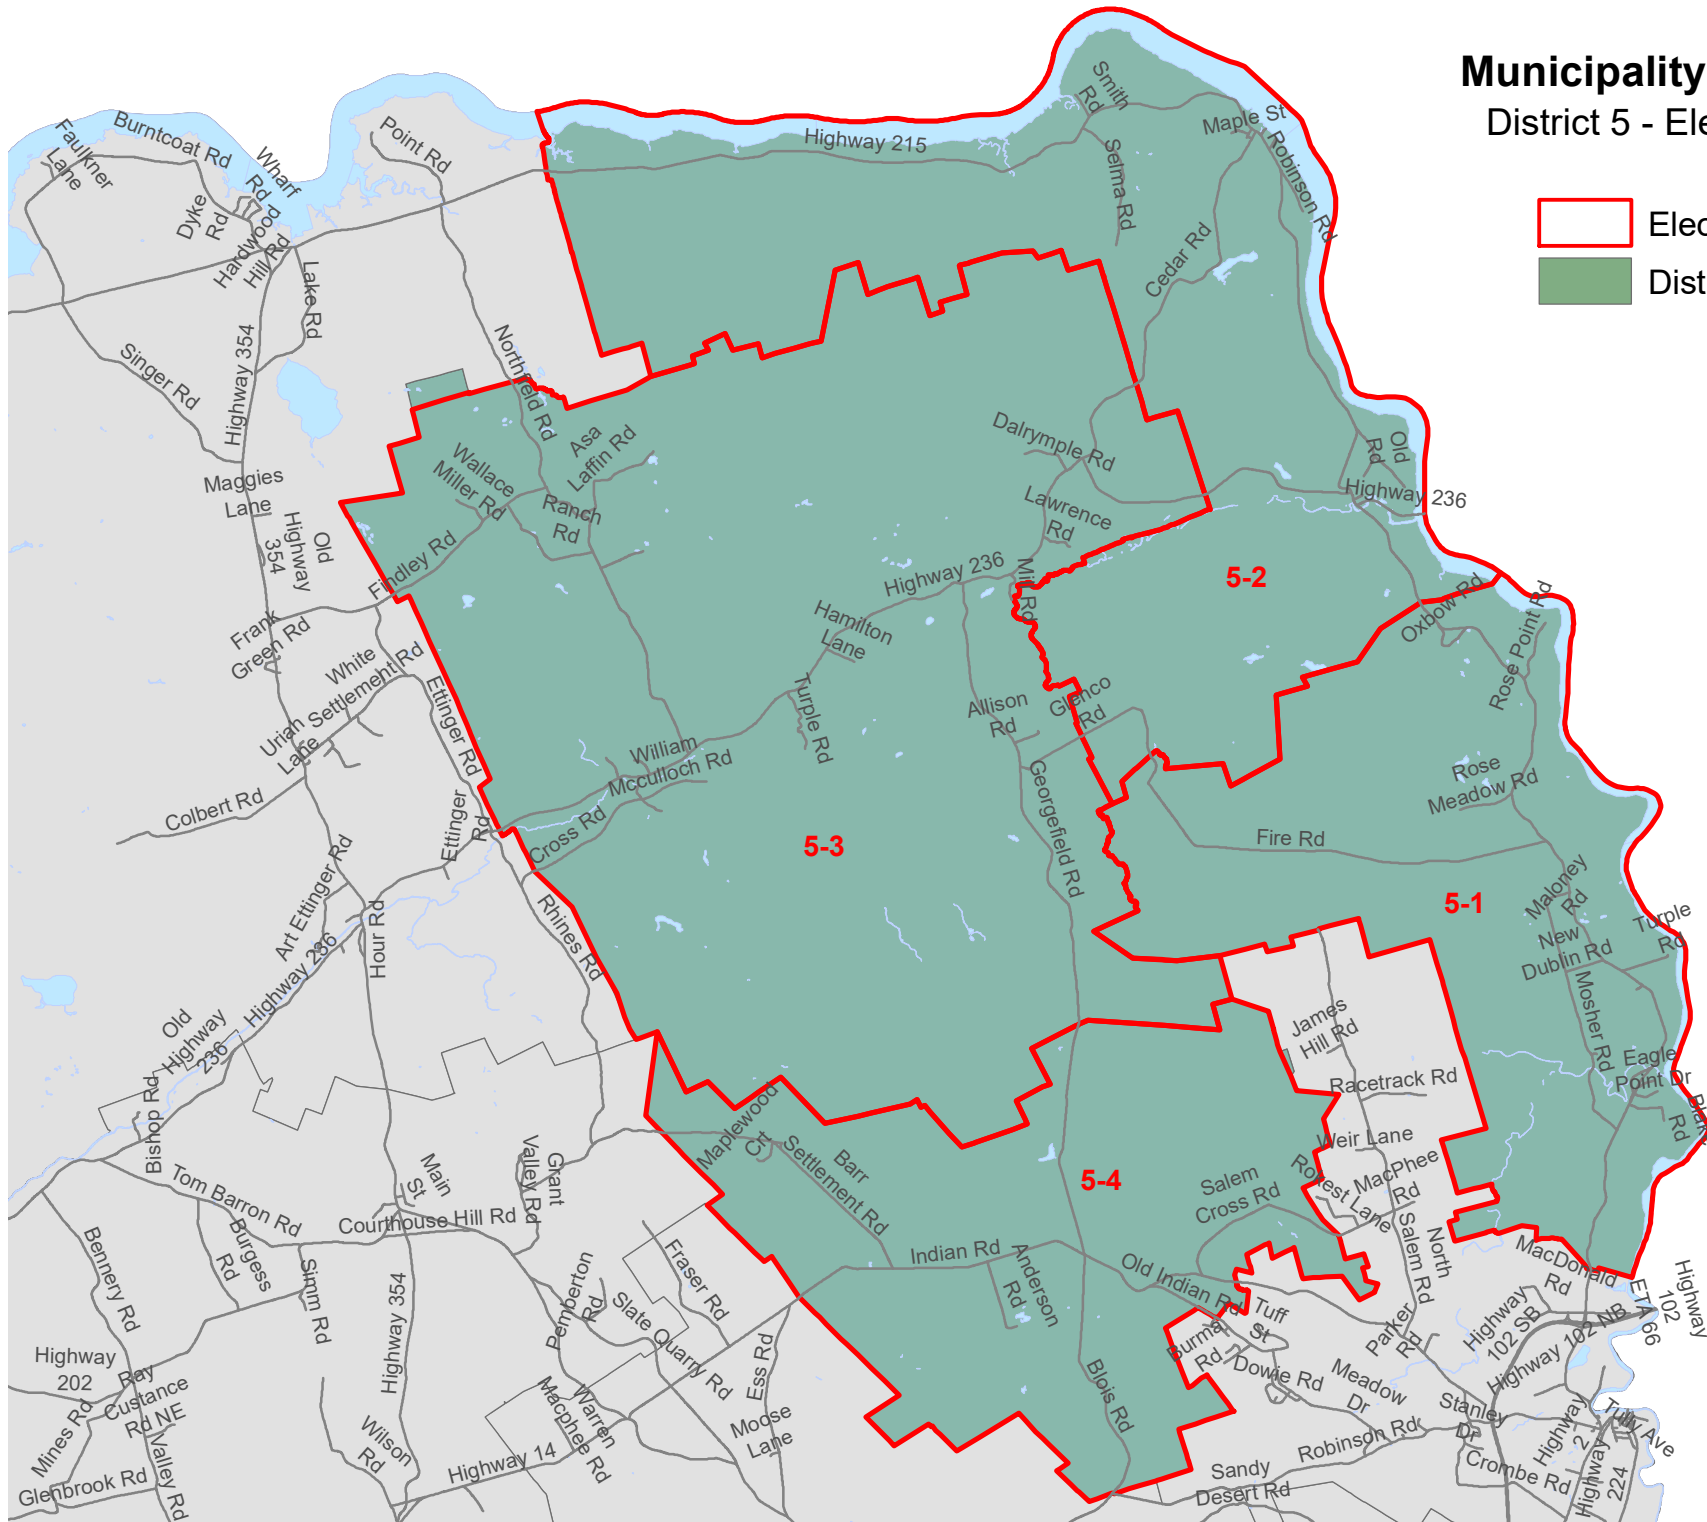 Municipality
District 5 - Ele
Elec
Dist
Burntcoat Rd
Faulkner
Lane
Wharf
Rd
Dyke
Rd
Hardwood
Hill Rd
Point Rd
Lake Rd
Highway 215
Smith
Rd
Selma Rd
Maple St
Robinson Rd
Cedar Rd
Singer Rd
Highway 354
Northfield Rd
Asa
Laffin Rd
Wallace
Miller Rd
Ranch
Rd
Dalrymple Rd
Lawrence
Rd
Old
Rd
Highway 236
Maggies
Lane
Old
Highway
354
Findley Rd
Frank
Green Rd
White
Settlement Rd
Uriah
Lane
Ettinger Rd
Highway 236
Mill Rd
Hamilton
Lane
5-2
Oxbow Rd
Rose Point Rd
Turple Rd
Allison
Rd
Glenco
Rd
William
Mcculloch Rd
Cross Rd
Georgefield Rd
Rose
Meadow Rd
Colbert Rd
Ettinger
Rd
5-3
Fire Rd
5-1
Maloney
Rd
New
Dublin Rd
Turple
Rd
Art Ettinger Rd
Hour Rd
Highway 236
Rhines Rd
Old
Highway
236
Mosher Rd
James
Hill Rd
Eagle
Point Dr
Racetrack Rd
Rd
Bishop Rd
Maplewood
Crt
Barr
Settlement Rd
5-4
Weir Lane
MacPhee
Rd
Lane
Salem
Cross Rd
Main
St
Grant
Valley Rd
Tom Barron Rd
Courthouse Hill Rd
Burgess
Rd
Bennery Rd
Simm Rd
Highway 354
Pemberton
Rd
Fraser Rd
Slate Quarry Rd
Indian Rd
Anderson
Rd
Old Indian Rd
North
Salem Rd
MacDonald
Rd
ETA 66
Highway
102
Highway
102 SB
Highway 102 NB
Tuff
St
Burma
Rd
Parker
Rd
Dowie Rd
Meadow
Dr
Stanley
Dr
Robinson Rd
Highway
202
Ray
Custance
Rd NE
Mines Rd
Glenbrook Rd
Valley Rd
Wilson
Rd
Highway 14
Warren
Macphee Rd
Ess Rd
Moose
Lane
Blois Rd
Sandy
Desert Rd
Crombe Rd
Highway
2
Highway
224
Tully Ave